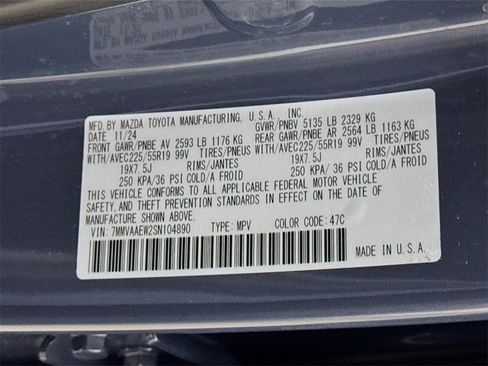 MFD. BY MAZDA TOYOTA MANUFACTURING, U.S.A., INC.
DATE 11/24 GVWR/PNBV 5135 LB 2329 KG
FRONT GAWR/PNBE AV 2593 LB 1176 KG REAR GAWR/PNBE AR 2564 LB 1163 KG
WITH/AVEC225/55R19 99V TIRES/PNEUS WITH/AVEC225/55R19 99V TIRES/PNEUS
19X7.5J RIMS/JANTES 19X7.5J RIMS/JANTES
250 KPA/36 PSI COLD/A FROID 250 KPA/36 PSI COLD/A FROID
THIS VEHICLE CONFORMS TO ALL APPLICABLE FEDERAL MOTOR VEHICLE
SAFETY, AND THEFT PREVENTION STANDARDS IN EFFECT ON THE DATE OF
MANUFACTURE SHOWN ABOVE.
VIN: 7MMVAAEW2SN104890 TYPE: MPV COLOR CODE: 47C